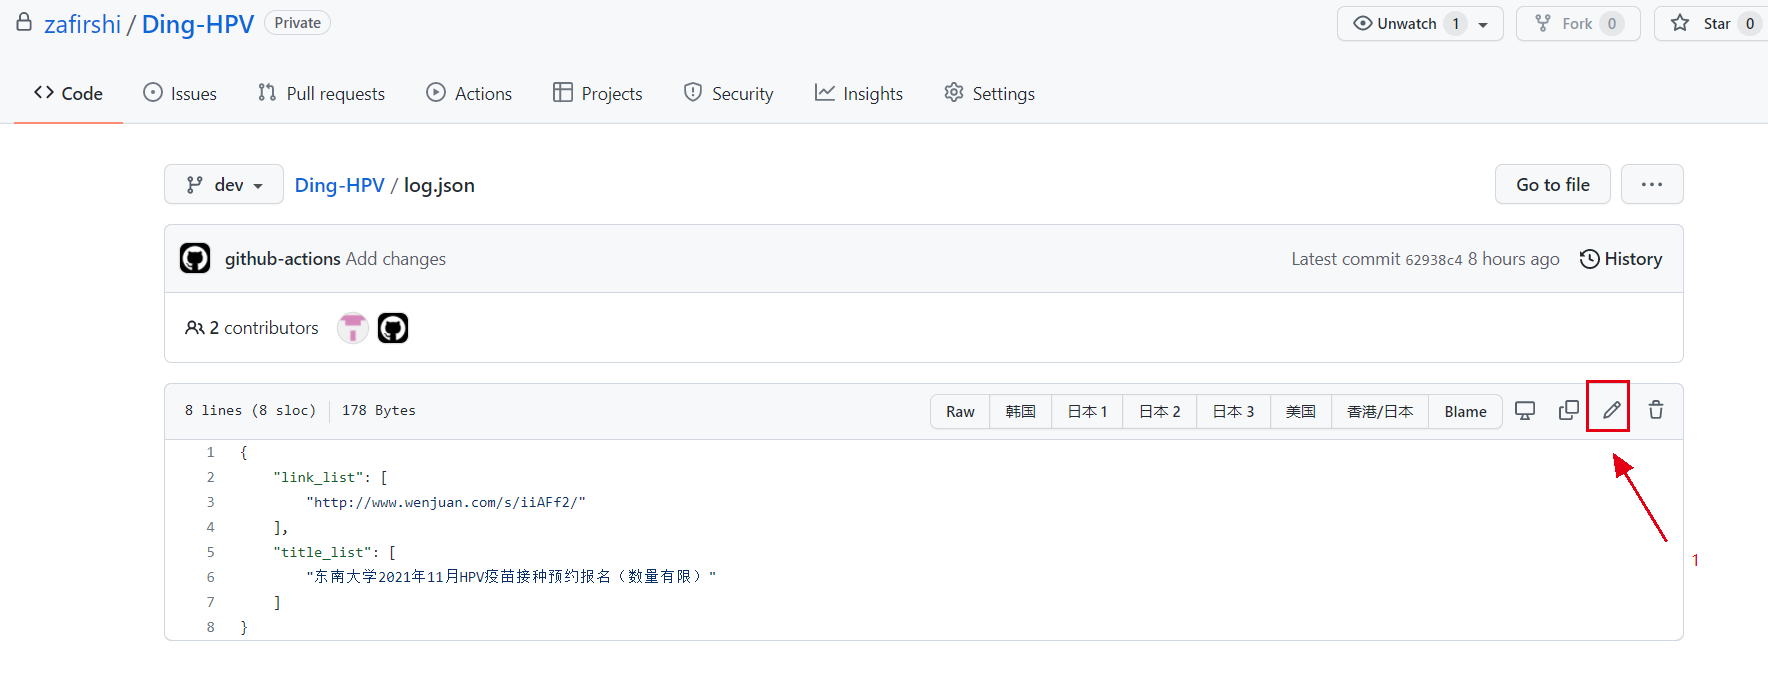 zafirshi / Ding-HPV Private
Unwatch 1 Fork 0 Star 0
Code Issues Pull requests Actions Projects Security Insights Settings
dev Ding-HPV / log.json Go to file ...
github-actions Add changes Latest commit 62938c4 8 hours ago History
2 contributors
8 lines (8 sloc) 178 Bytes Raw 韩国 日本 1 日本 2 日本 3 美国 香港/日本 Blame
1 {
2 "link_list": [
3 "http://www.wenjuan.com/s/iiAFf2/"
4 ],
5 "title_list": [
6 "东南大学2021年11月HPV疫苗接种预约报名（数量有限）"
7 ]
8 }
1